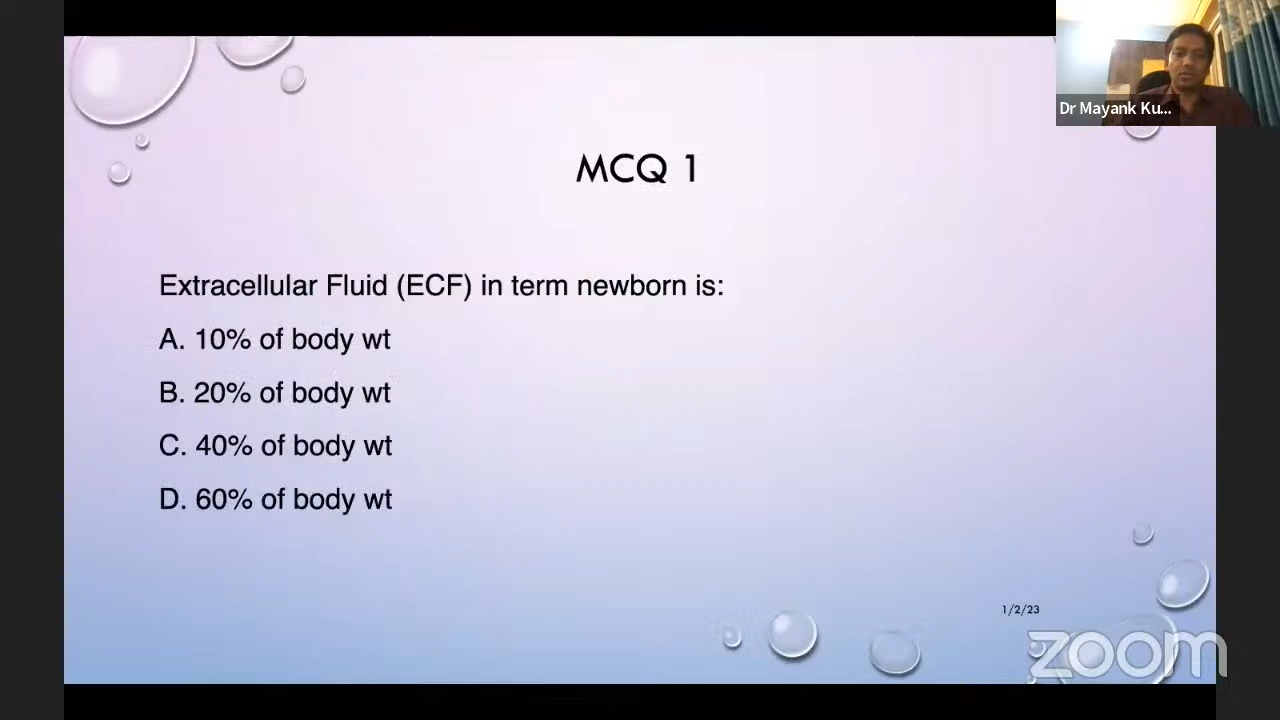 Dr Mayank Ku...
MCQ 1
Extracellular Fluid (ECF) in term newborn is:
A. 10% of body wt
B. 20% of body wt
C. 40% of body wt
D. 60% of body wt
1/2/23
zoom